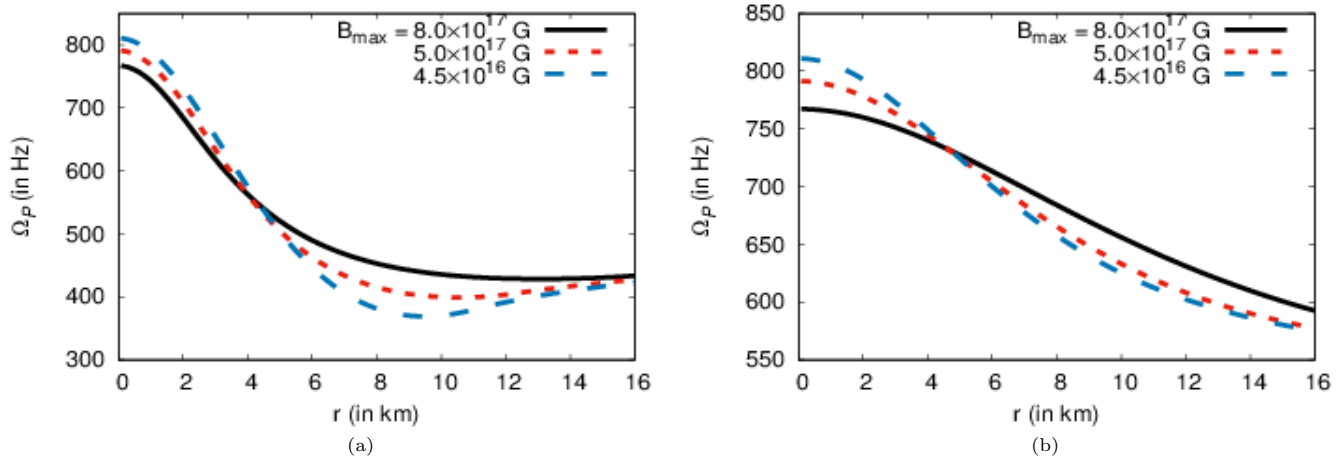 B_max = 8.0×10^17 G
5.0×10^17 G
4.5×10^16 G
800
700
600
500
400
300
Ω_P (in Hz)
0 2 4 6 8 10 12 14 16
r (in km)
(a)
B_max = 8.0×10^17 G
5.0×10^17 G
4.5×10^16 G
850
800
750
700
650
600
550
Ω_P (in Hz)
0 2 4 6 8 10 12 14 16
r (in km)
(b)